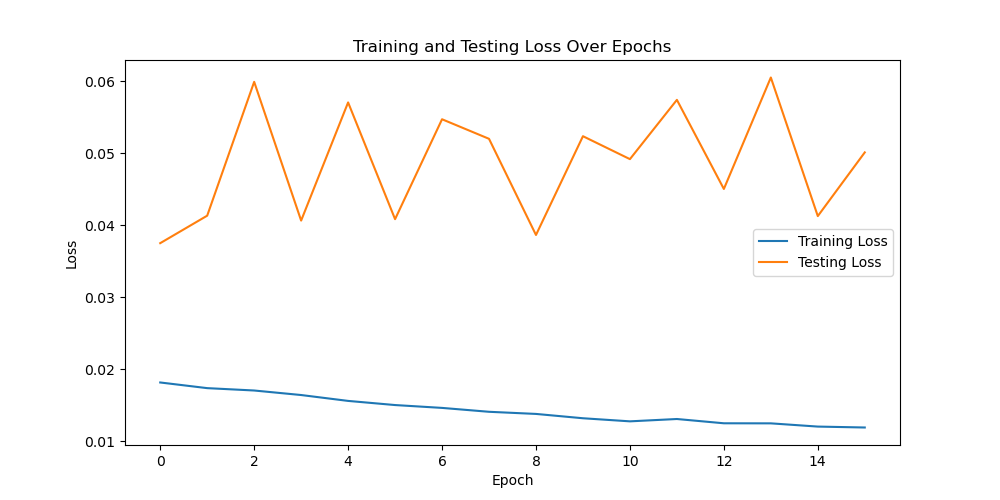 Training and Testing Loss Over Epochs
0.06
0.05
0.04
0.03
0.02
0.01
Loss
Training Loss
Testing Loss
0 2 4 6 8 10 12 14
Epoch